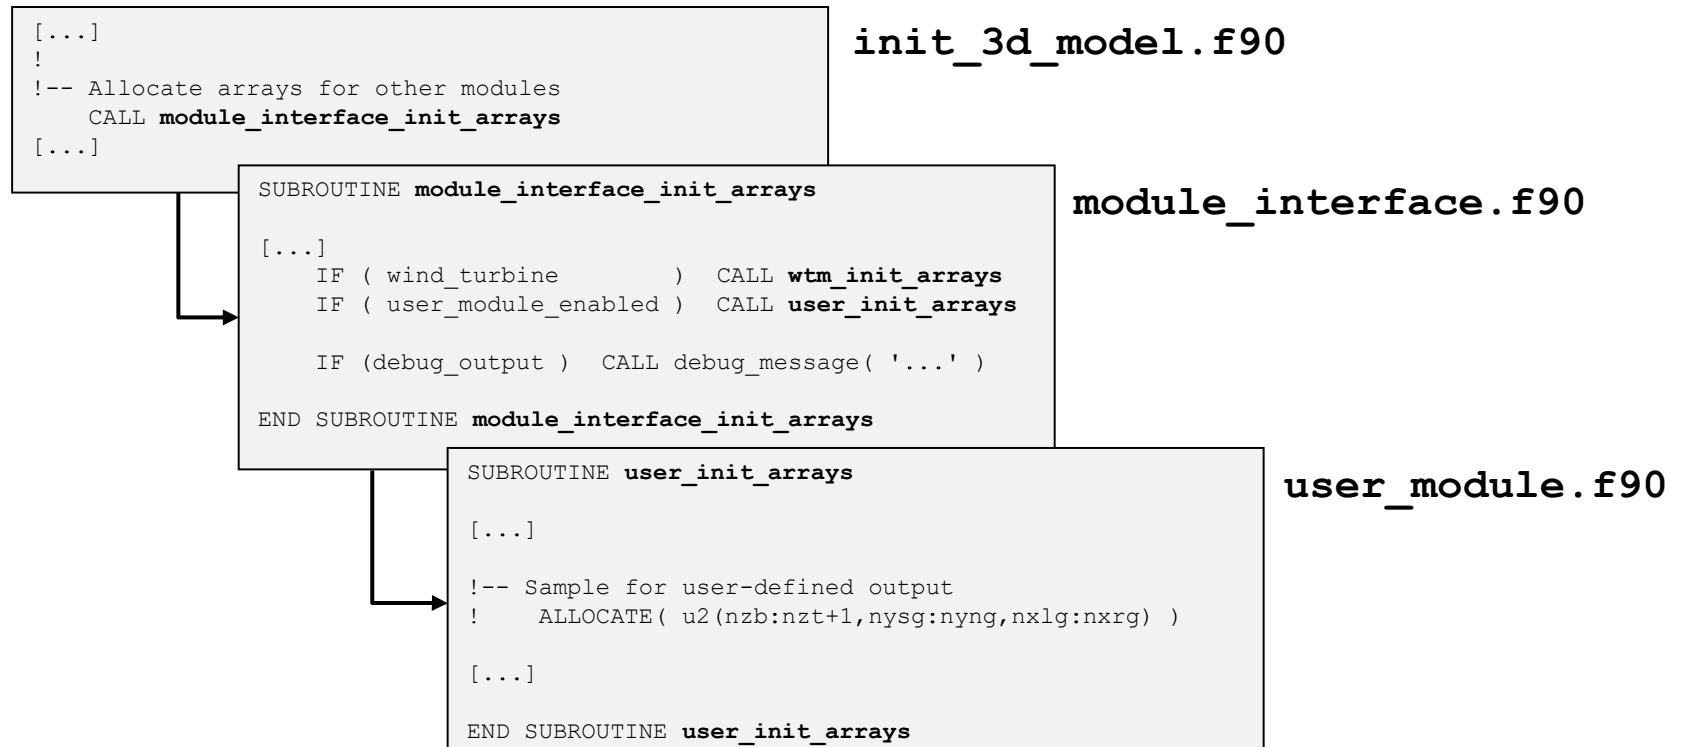 [...]
!
!-- Allocate arrays for other modules
    CALL module_interface_init_arrays
[...]
init_3d_model.f90
SUBROUTINE module_interface_init_arrays
[...]
    IF ( wind_turbine        )  CALL wtm_init_arrays
    IF ( user_module_enabled )  CALL user_init_arrays
    IF (debug_output )  CALL debug_message( '...' )
END SUBROUTINE module_interface_init_arrays
module_interface.f90
SUBROUTINE user_init_arrays
[...]
!-- Sample for user-defined output
!    ALLOCATE( u2(nzb:nzt+1,nysg:nyng,nxlg:nxrg) )
[...]
END SUBROUTINE user_init_arrays
user_module.f90